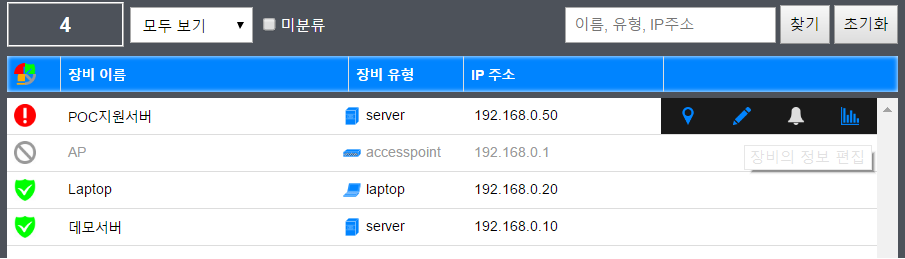 4 모두 보기 미분류 이름, 유형, IP주소 찾기 초기화
장비 이름 장비 유형 IP 주소
POC지원서버 server 192.168.0.50
AP accesspoint 192.168.0.1
장비의 정보 편집
Laptop laptop 192.168.0.20
데모서버 server 192.168.0.10